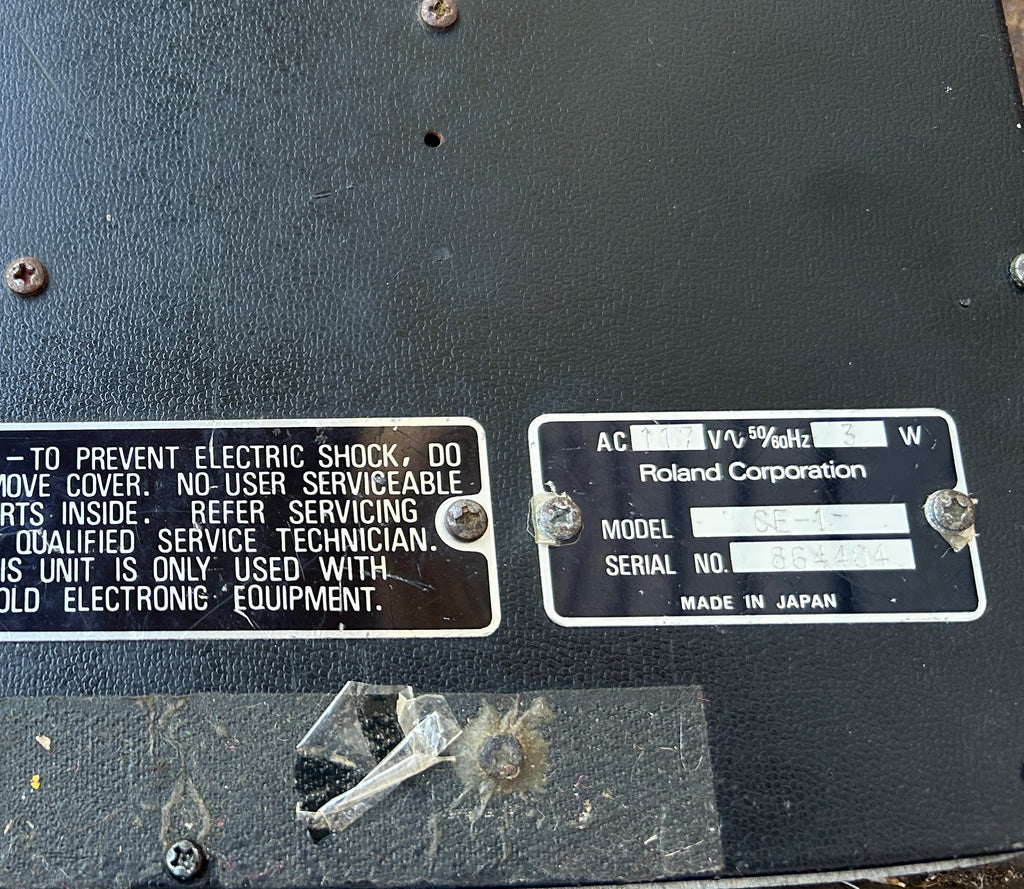 – TO PREVENT ELECTRIC SHOCK, DO
MOVE COVER. NO USER SERVICEABLE
RTS INSIDE. REFER SERVICING
QUALIFIED SERVICE TECHNICIAN.
IS UNIT IS ONLY USED WITH
OLD ELECTRONIC EQUIPMENT.
AC 117 V∿ 50/60Hz 3 W
Roland Corporation
MODEL CE-1
SERIAL NO. 864404
MADE IN JAPAN